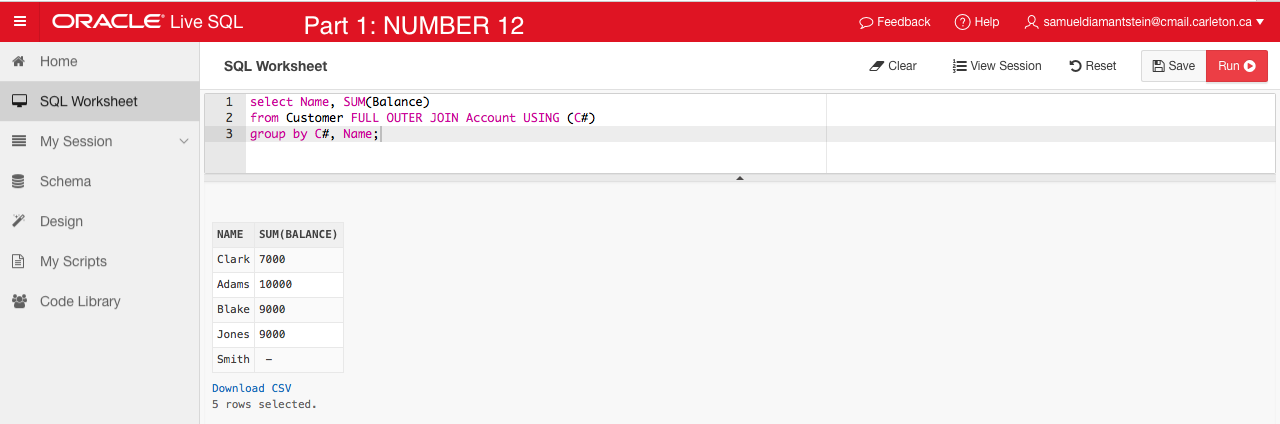 ORACLE Live SQL Part 1: NUMBER 12 Feedback Help samueldiamantstein@cmail.carleton.ca
Home
SQL Worksheet
My Session
Schema
Design
My Scripts
Code Library
SQL Worksheet Clear View Session Reset Save Run
1 select Name, SUM(Balance)
2 from Customer FULL OUTER JOIN Account USING (C#)
3 group by C#, Name;
NAME SUM(BALANCE)
Clark 7000
Adams 10000
Blake 9000
Jones 9000
Smith -
Download CSV
5 rows selected.